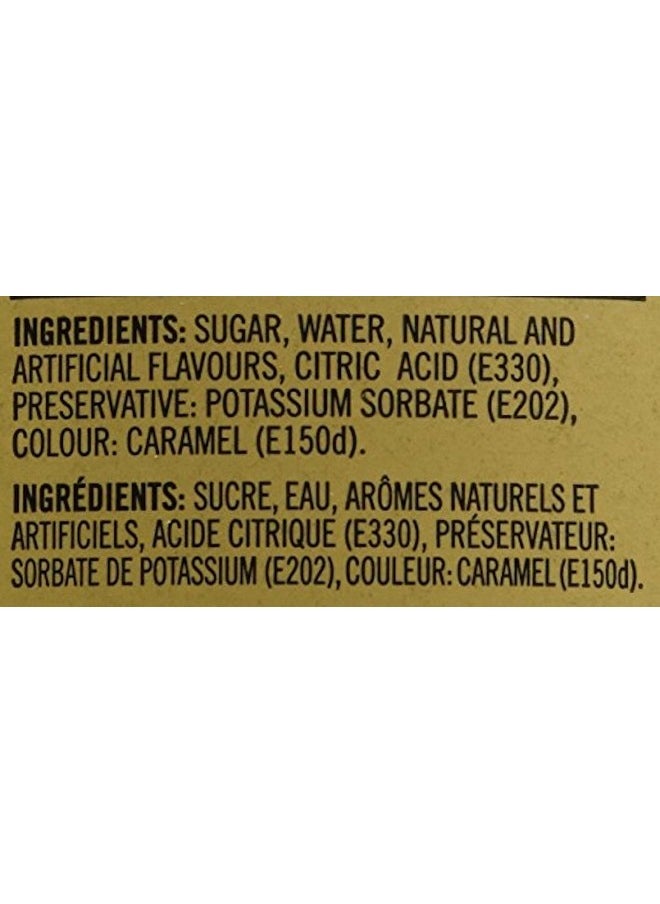 INGREDIENTS: SUGAR, WATER, NATURAL AND
ARTIFICIAL FLAVOURS, CITRIC ACID (E330),
PRESERVATIVE: POTASSIUM SORBATE (E202),
COLOUR: CARAMEL (E150d).
INGRÉDIENTS: SUCRE, EAU, ARÔMES NATURELS ET
ARTIFICIELS, ACIDE CITRIQUE (E330), PRÉSERVATEUR:
SORBATE DE POTASSIUM (E202), COULEUR: CARAMEL (E150d).